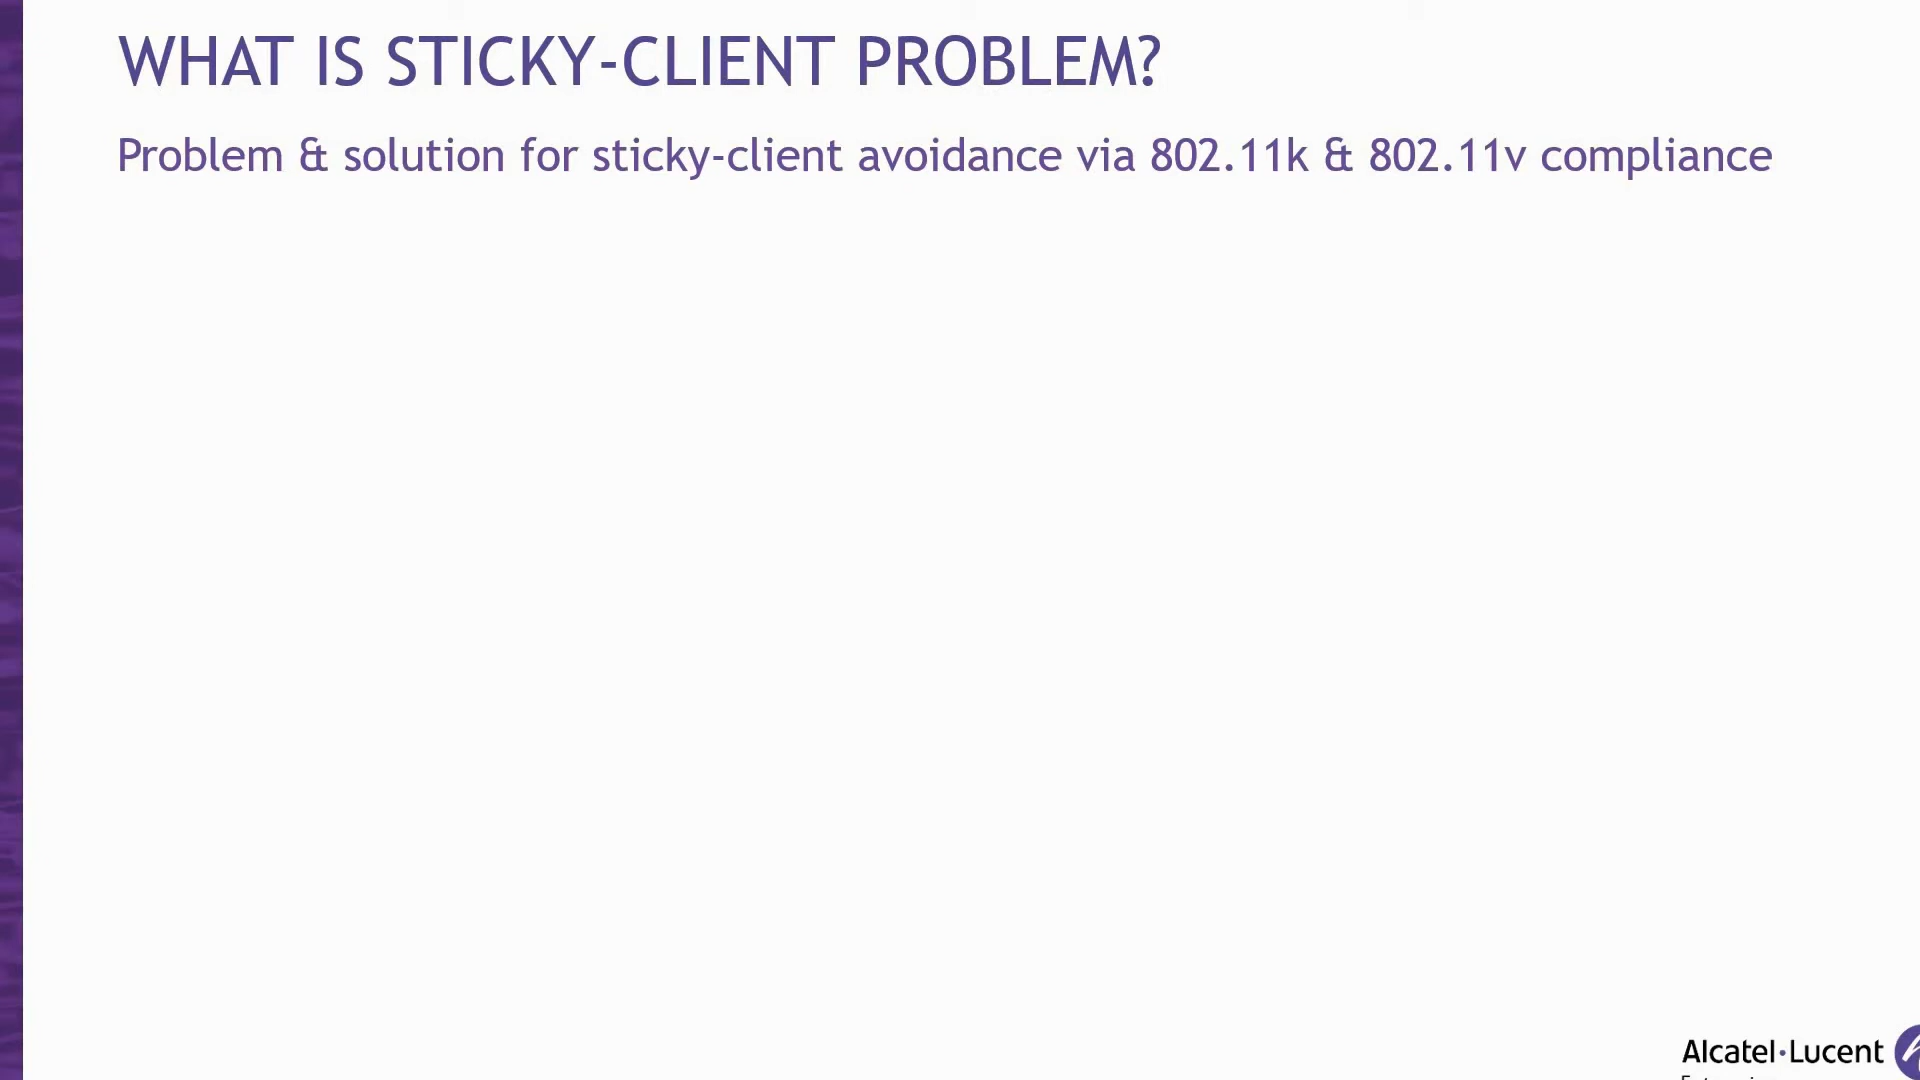 WHAT IS STICKY-CLIENT PROBLEM?
Problem & solution for sticky-client avoidance via 802.11k & 802.11v compliance
Alcatel·Lucent